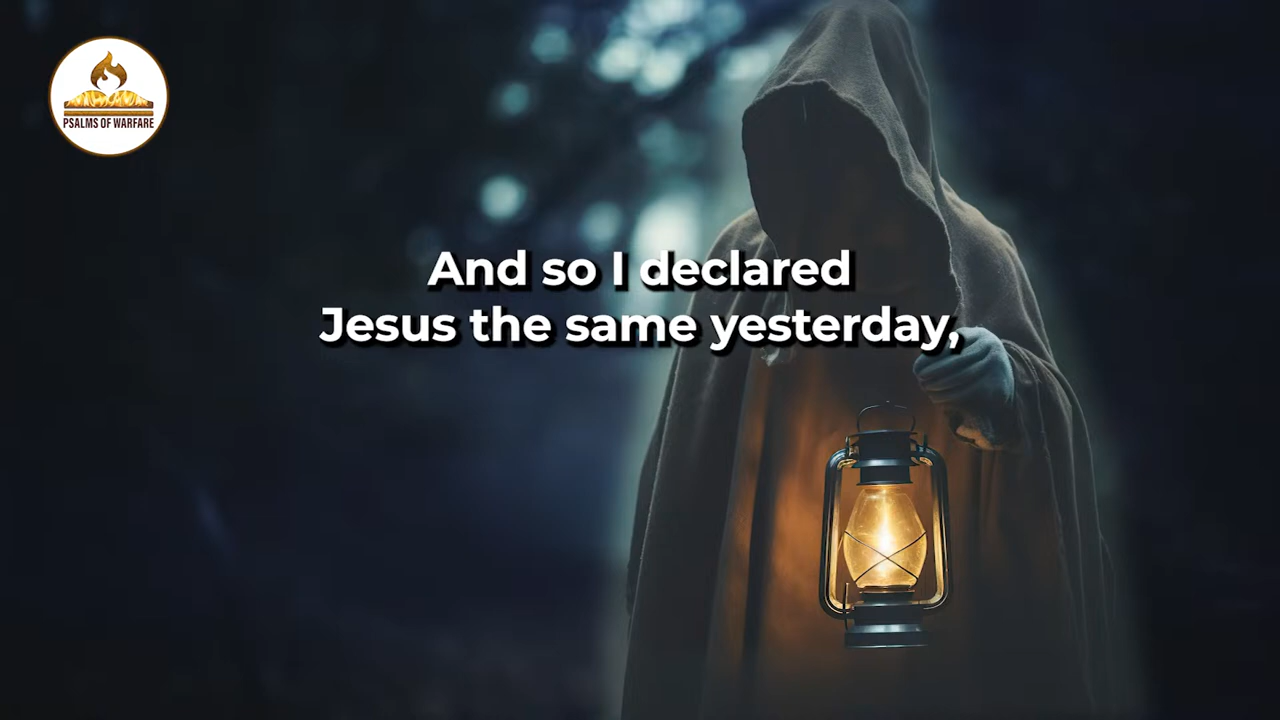 PSALMS OF WARFARE
And so I declared
Jesus the same yesterday,